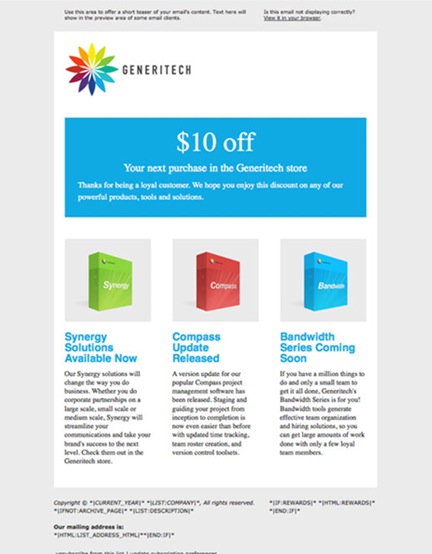 Use this area to offer a short teaser of your email's content. Text here will
show in the preview area of some email clients.
Is this email not displaying correctly?
View it in your browser.
GENERITECH
$10 off
Your next purchase in the Generitech store
Thanks for being a loyal customer. We hope you enjoy this discount on any of our
powerful products, tools and solutions.
Synergy
Compass
Bandwidth
Synergy
Solutions
Available Now
Our Synergy solutions will
change the way you do
business. Whether you do
corporate partnerships on a
large scale, small scale or
medium scale, Synergy will
streamline your
communications and take your
brand's success to the next
level. Check them out in the
Generitech store.
Compass
Update
Released
A version update for our
popular Compass project
management software has
been released. Staging and
guiding your project from
inception to completion is
now even easier than before
with updated time tracking,
team roster creation, and
version control toolsets.
Bandwidth
Series Coming
Soon
If you have a million things to
do and only a small team to
get it all done, Generitech's
Bandwidth Series is for you!
Bandwidth tools generate
effective team organization
and hiring solutions, so you
can get large amounts of work
done with only a few loyal
team members.
Copyright © *|CURRENT_YEAR|* *|LIST:COMPANY|*, All rights reserved.
*|IFNOT:ARCHIVE_PAGE|* *|LIST:DESCRIPTION|*
*|IF:REWARDS|* *|HTML:REWARDS|*
*|END:IF|*
Our mailing address is:
*|HTML:LIST_ADDRESS_HTML|**|END:IF|*
unsubscribe from this list | update subscription preferences